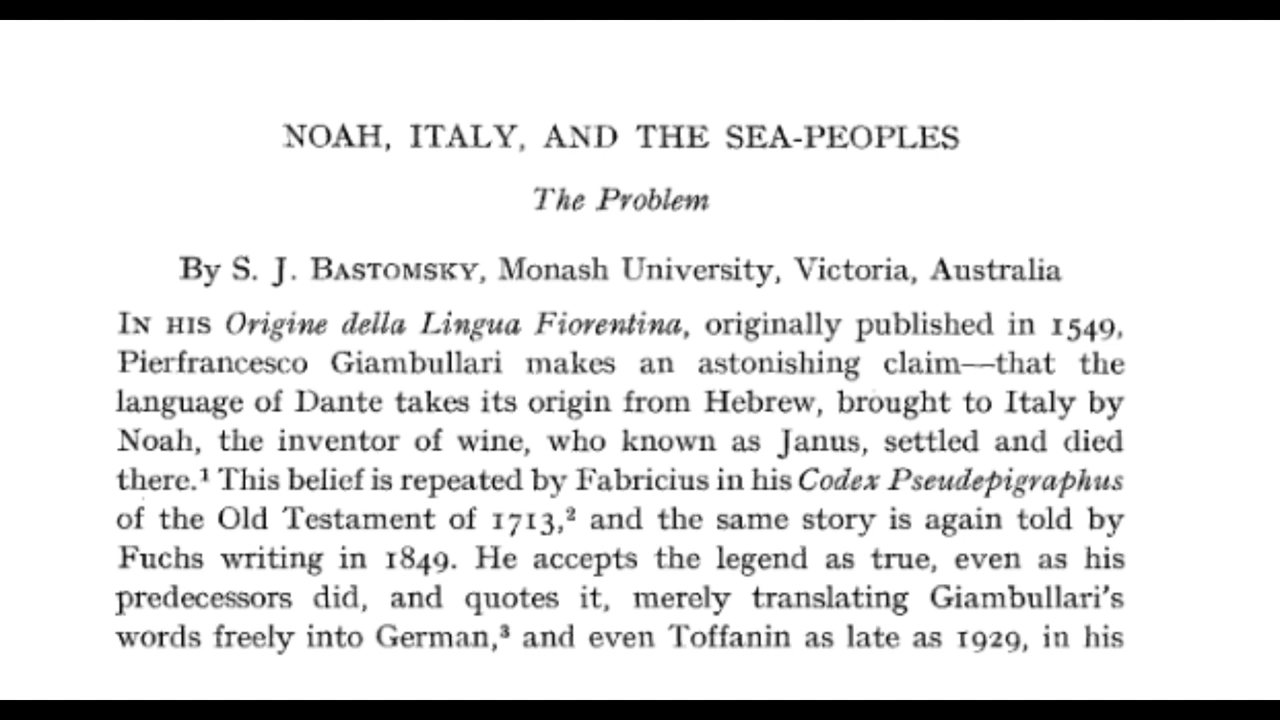 NOAH, ITALY, AND THE SEA-PEOPLES
The Problem
By S. J. BASTOMSKY, Monash University, Victoria, Australia
IN HIS Origine della Lingua Fiorentina, originally published in 1549,
Pierfrancesco Giambullari makes an astonishing claim—that the
language of Dante takes its origin from Hebrew, brought to Italy by
Noah, the inventor of wine, who known as Janus, settled and died
there.¹ This belief is repeated by Fabricius in his Codex Pseudepigraphus
of the Old Testament of 1713,² and the same story is again told by
Fuchs writing in 1849. He accepts the legend as true, even as his
predecessors did, and quotes it, merely translating Giambullari's
words freely into German,³ and even Toffanin as late as 1929, in his